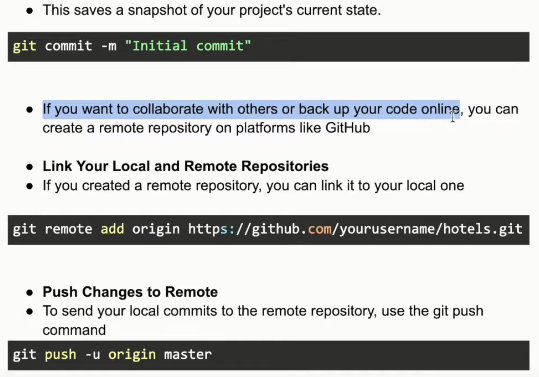 ● This saves a snapshot of your project's current state.
git commit -m "Initial commit"
● If you want to collaborate with others or back up your code online, you can
create a remote repository on platforms like GitHub
● Link Your Local and Remote Repositories
● If you created a remote repository, you can link it to your local one
git remote add origin https://github.com/yourusername/hotels.git
● Push Changes to Remote
● To send your local commits to the remote repository, use the git push
command
git push -u origin master